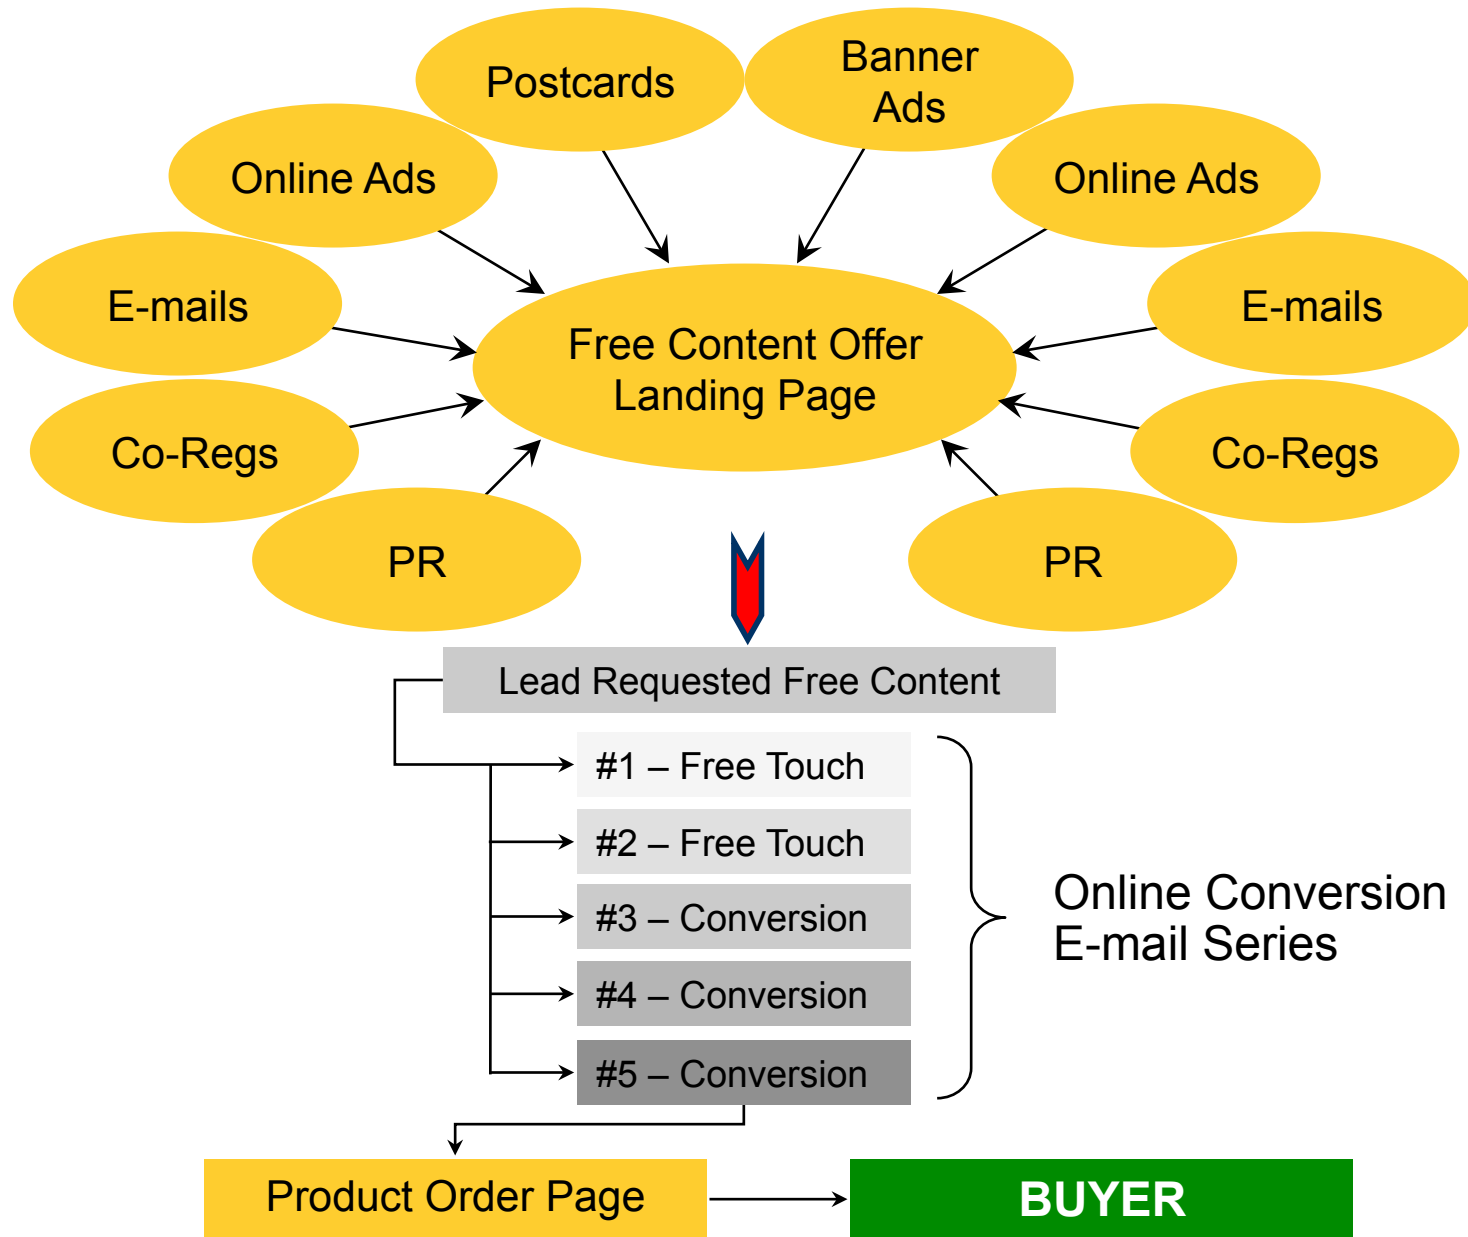 Postcards
Banner
Ads
Online Ads
Online Ads
E-mails
E-mails
Free Content Offer
Landing Page
Co-Regs
Co-Regs
PR
PR
Lead Requested Free Content
#1 – Free Touch
#2 – Free Touch
#3 – Conversion
#4 – Conversion
#5 – Conversion
Online Conversion
E-mail Series
Product Order Page
BUYER